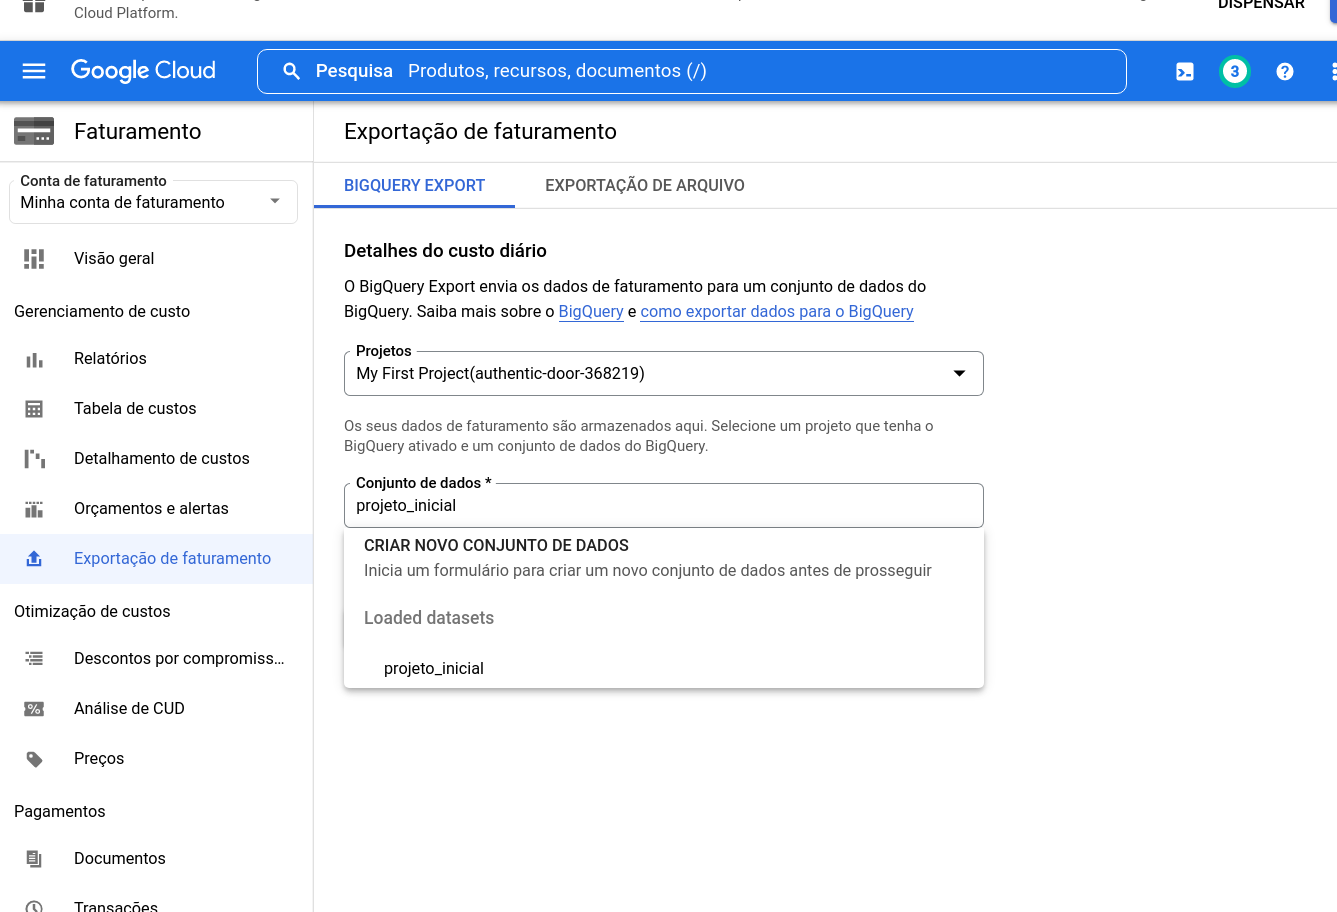 Cloud Platform.
DISPENSAR
Google Cloud
Pesquisa Produtos, recursos, documentos (/)
3
Faturamento
Conta de faturamento
Minha conta de faturamento
Visão geral
Gerenciamento de custo
Relatórios
Tabela de custos
Detalhamento de custos
Orçamentos e alertas
Exportação de faturamento
Otimização de custos
Descontos por compromiss...
Análise de CUD
Preços
Pagamentos
Documentos
Transações
Exportação de faturamento
BIGQUERY EXPORT
EXPORTAÇÃO DE ARQUIVO
Detalhes do custo diário
O BigQuery Export envia os dados de faturamento para um conjunto de dados do
BigQuery. Saiba mais sobre o BigQuery e como exportar dados para o BigQuery
Projetos
My First Project(authentic-door-368219)
Os seus dados de faturamento são armazenados aqui. Selecione um projeto que tenha o
BigQuery ativado e um conjunto de dados do BigQuery.
Conjunto de dados *
projeto_inicial
CRIAR NOVO CONJUNTO DE DADOS
Inicia um formulário para criar um novo conjunto de dados antes de prosseguir
Loaded datasets
projeto_inicial